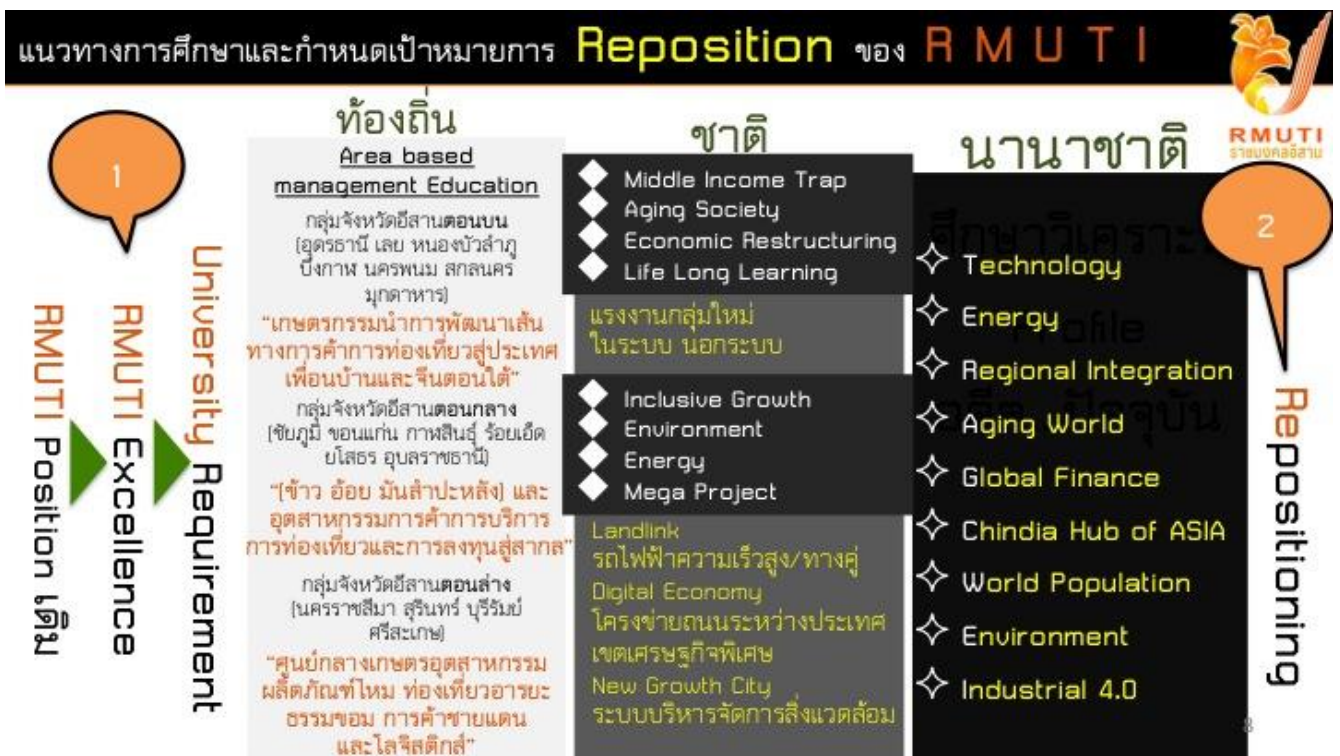 แนวทางการศึกษาและกำหนดเป้าหมายการ Reposition ของ R M U T I
RMUTI
ราชมงคลอีสาน
1
RMUTI Position เดิม
RMUTI Excellence
University Requirement
ท้องถิ่น
Area based
management Education
กลุ่มจังหวัดอีสานตอนบน
(อุดรธานี เลย หนองบัวลำภู
บึงกาฬ นครพนม สกลนคร
มุกดาหาร)
“เกษตรกรรมนำการพัฒนาเส้น
ทางการค้าการท่องเที่ยวสู่ประเทศ
เพื่อนบ้านและจีนตอนใต้”
กลุ่มจังหวัดอีสานตอนกลาง
(ชัยภูมิ ขอนแก่น กาฬสินธุ์ ร้อยเอ็ด
ยโสธร อุบลราชธานี)
“(ข้าว อ้อย มันสำปะหลัง) และ
อุตสาหกรรมการค้าการบริการ
การท่องเที่ยวและการลงทุนสู่สากล”
กลุ่มจังหวัดอีสานตอนล่าง
(นครราชสีมา สุรินทร์ บุรีรัมย์
ศรีสะเกษ)
“ศูนย์กลางเกษตรอุตสาหกรรม
ผลิตภัณฑ์ไหม ท่องเที่ยวอารยะ
ธรรมขอม การค้าชายแดน
และโลจิสติกส์”
ชาติ
Middle Income Trap
Aging Society
Economic Restructuring
Life Long Learning
แรงงานกลุ่มใหม่
ในระบบ นอกระบบ
Inclusive Growth
Environment
Energy
Mega Project
Landlink
รถไฟฟ้าความเร็วสูง/ทางคู่
Digital Economy
โครงข่ายถนนระหว่างประเทศ
เขตเศรษฐกิจพิเศษ
New Growth City
ระบบบริหารจัดการสิ่งแวดล้อม
นานาชาติ
Technology
Energy
Regional Integration
Aging World
Global Finance
Chindia Hub of ASIA
World Population
Environment
Industrial 4.0
2
Repositioning
8